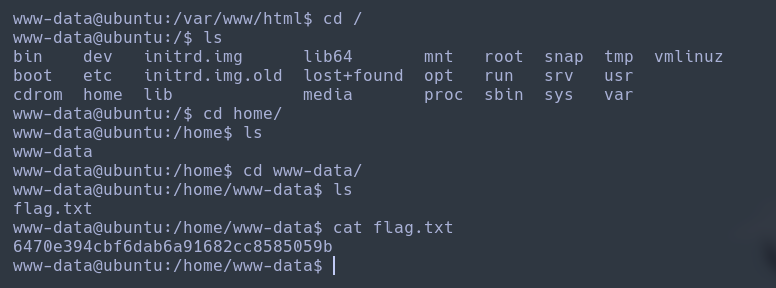 www-data@ubuntu:/var/www/html$ cd /
www-data@ubuntu:/$ ls
bin    dev   initrd.img      lib64       mnt   root  snap  tmp  vmlinuz
boot   etc   initrd.img.old  lost+found  opt   run   srv   usr
cdrom  home  lib             media       proc  sbin  sys   var
www-data@ubuntu:/$ cd home/
www-data@ubuntu:/home$ ls
www-data
www-data@ubuntu:/home$ cd www-data/
www-data@ubuntu:/home/www-data$ ls
flag.txt
www-data@ubuntu:/home/www-data$ cat flag.txt
6470e394cbf6dab6a91682cc8585059b
www-data@ubuntu:/home/www-data$